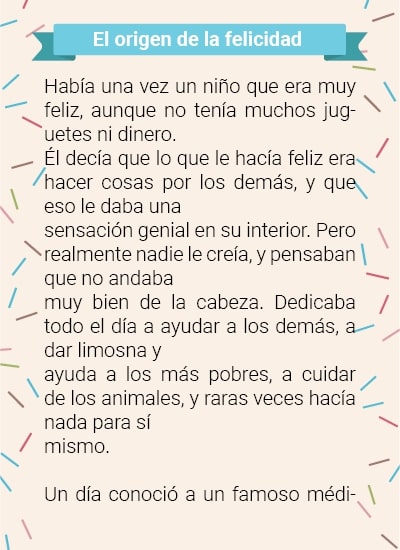 El origen de la felicidad
Había una vez un niño que era muy
feliz, aunque no tenía muchos jug-
uetes ni dinero.
Él decía que lo que le hacía feliz era
hacer cosas por los demás, y que
eso le daba una
sensación genial en su interior. Pero
realmente nadie le creía, y pensaban
que no andaba
muy bien de la cabeza. Dedicaba
todo el día a ayudar a los demás, a
dar limosna y
ayuda a los más pobres, a cuidar
de los animales, y raras veces hacía
nada para sí
mismo.
Un día conoció a un famoso médi-